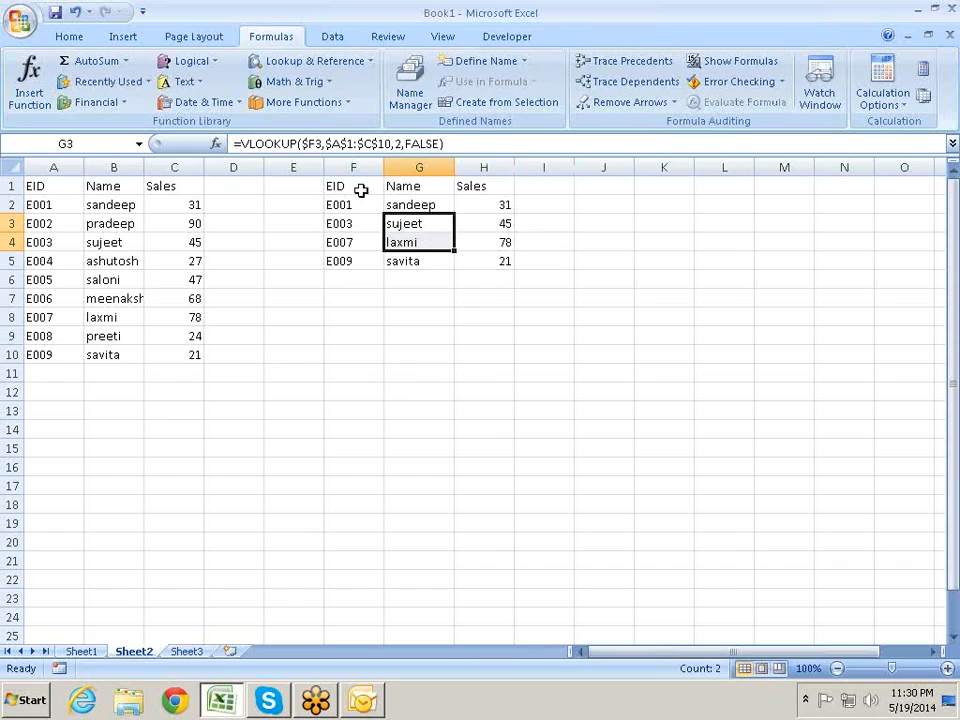 Book1 - Microsoft Excel
Home Insert Page Layout Formulas Data Review View Developer
fx Σ AutoSum Logical Lookup & Reference Name Manager Define Name Trace Precedents Show Formulas Watch Window Calculation Options
Insert Function Recently Used Text Math & Trig Use in Formula Trace Dependents Error Checking
Financial Date & Time More Functions Create from Selection Remove Arrows Evaluate Formula
Function Library Defined Names Formula Auditing Calculation
G3 fx =VLOOKUP($F3,$A$1:$C$10,2,FALSE)
A B C D E F G H I J K L M N O
1 EID Name Sales EID Name Sales
2 E001 sandeep 31 E001 sandeep 31
3 E002 pradeep 90 E003 sujeet 45
4 E003 sujeet 45 E007 laxmi 78
5 E004 ashutosh 27 E009 savita 21
6 E005 saloni 47
7 E006 meenaksh 68
8 E007 laxmi 78
9 E008 preeti 24
10 E009 savita 21
11
12
13
14
15
16
17
18
19
20
21
22
23
24
25
Sheet1 Sheet2 Sheet3
Ready Count: 2 100%
Start 11:30 PM
5/19/2014